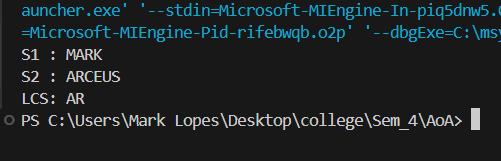 auncher.exe' '--stdin=Microsoft-MIEngine-In-piq5dnw5.
=Microsoft-MIEngine-Pid-rifebwqb.o2p' '--dbgExe=C:\msy
S1 : MARK
S2 : ARCEUS
LCS: AR
PS C:\Users\Mark Lopes\Desktop\college\Sem_4\AoA>